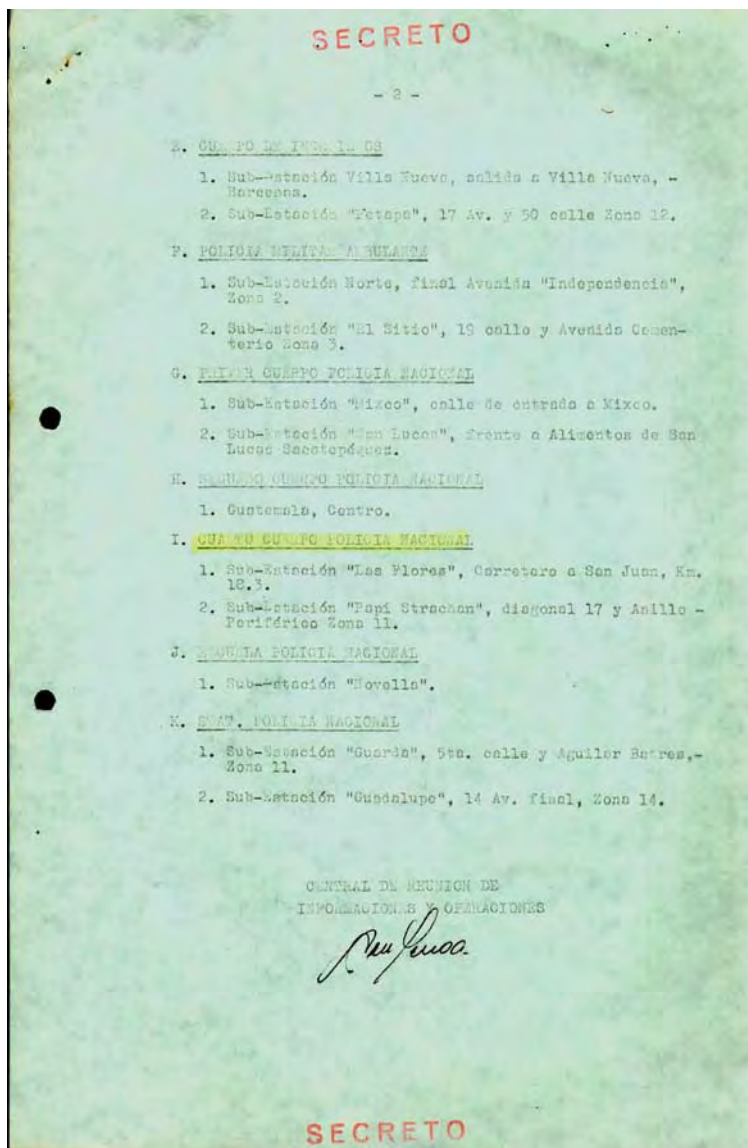 SECRETO
- 2 -
E. CUERPO DE INGENIEROS
1. Sub-Estación Villa Nueva, salida a Villa Nueva, -
Barcenas.
2. Sub-Estación "Petapa", 17 Av. y 50 calle Zona 12.
F. POLICIA MILITAR AMBULANTE
1. Sub-Estación Norte, final Avenida "Independencia",
Zona 2.
2. Sub-Estación "El Sitio", 19 calle y Avenida Cemen-
terio Zona 3.
G. PRIMER CUERPO POLICIA NACIONAL
1. Sub-Estación "Mixco", calle de entrada a Mixco.
2. Sub-Estación "San Lucas", frente a Alimentos de San
Lucas Sacatepéquez.
H. SEGUNDO CUERPO POLICIA NACIONAL
1. Guatemala, Centro.
I. CUARTO CUERPO POLICIA NACIONAL
1. Sub-Estación "Las Flores", Carretera a San Juan, Km.
18.3.
2. Sub-Estación "Papi Strachan", diagonal 17 y Anillo -
Periférico Zona 11.
J. ESCUELA POLICIA NACIONAL
1. Sub-Estación "Novella".
K. SWAT. POLICIA NACIONAL
1. Sub-Estación "Guarda", 5ta. calle y Aguilar Batres,-
Zona 11.
2. Sub-Estación "Guadalupe", 14 Av. final, Zona 14.
CENTRAL DE REUNION DE
INFORMACIONES Y OPERACIONES
SECRETO